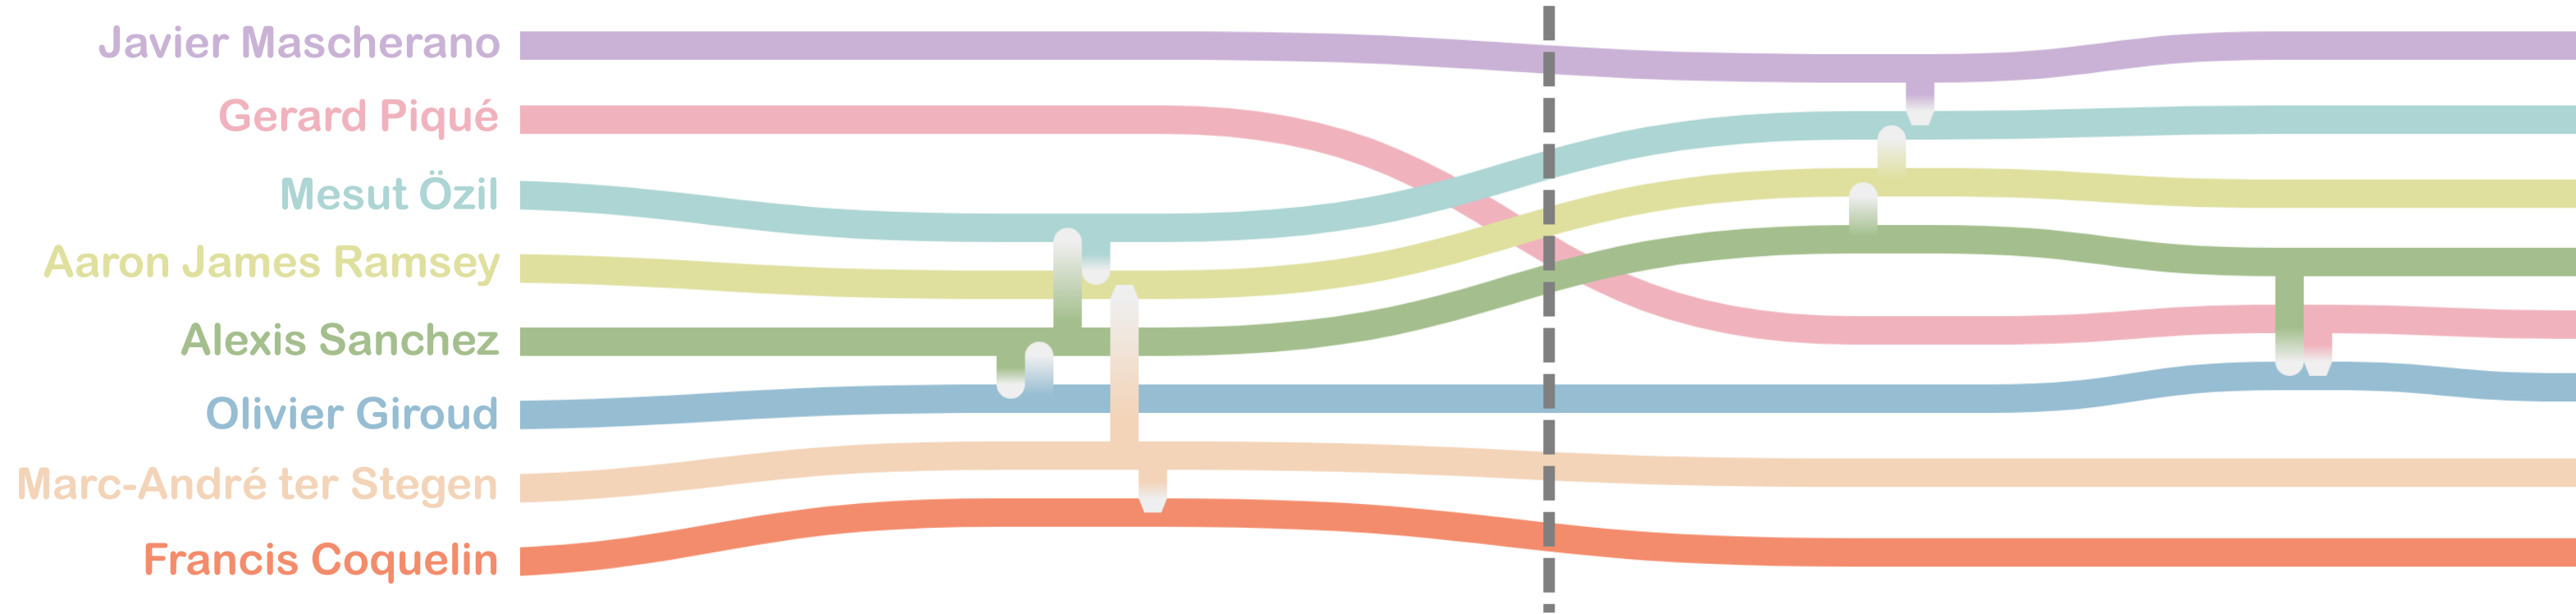 Javier Mascherano
Gerard Piqué
Mesut Özil
Aaron James Ramsey
Alexis Sanchez
Olivier Giroud
Marc-André ter Stegen
Francis Coquelin